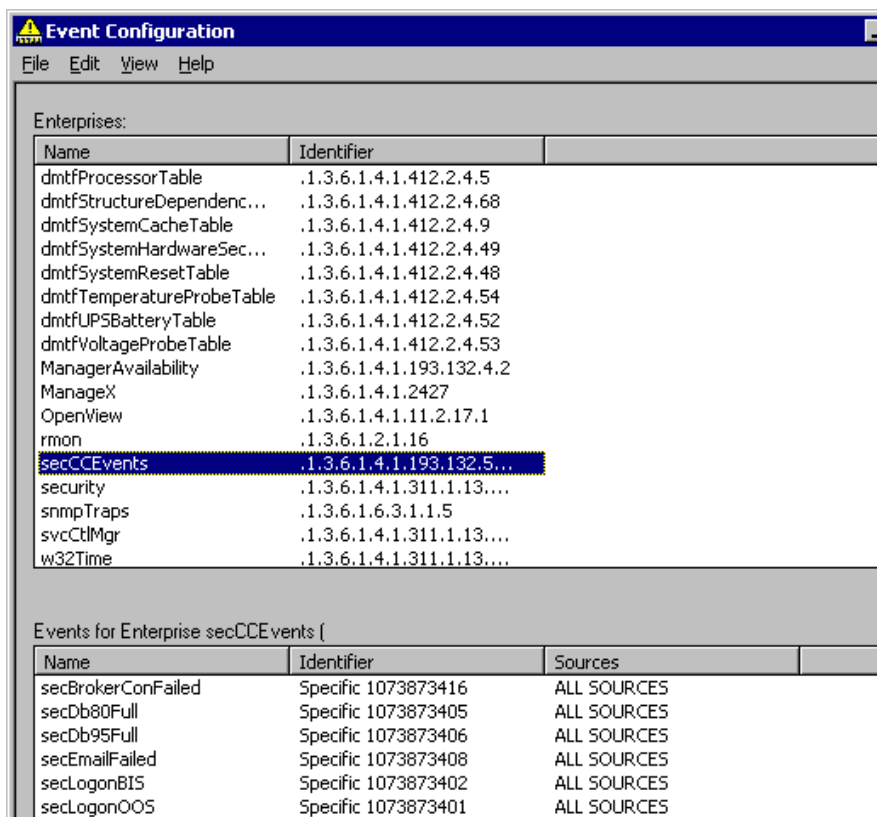 Event Configuration
File Edit View Help
Enterprises:
Name Identifier
dmtfProcessorTable .1.3.6.1.4.1.412.2.4.5
dmtfStructureDependenc... .1.3.6.1.4.1.412.2.4.68
dmtfSystemCacheTable .1.3.6.1.4.1.412.2.4.9
dmtfSystemHardwareSec... .1.3.6.1.4.1.412.2.4.49
dmtfSystemResetTable .1.3.6.1.4.1.412.2.4.48
dmtfTemperatureProbeTable .1.3.6.1.4.1.412.2.4.54
dmtfUPSBatteryTable .1.3.6.1.4.1.412.2.4.52
dmtfVoltageProbeTable .1.3.6.1.4.1.412.2.4.53
ManagerAvailability .1.3.6.1.4.1.193.132.4.2
ManageX .1.3.6.1.4.1.2427
OpenView .1.3.6.1.4.1.11.2.17.1
rmon .1.3.6.1.2.1.16
secCCEvents .1.3.6.1.4.1.193.132.5...
security .1.3.6.1.4.1.311.1.13....
snmpTraps .1.3.6.1.6.3.1.1.5
svcCtlMgr .1.3.6.1.4.1.311.1.13....
w32Time .1.3.6.1.4.1.311.1.13....
Events for Enterprise secCCEvents (
Name Identifier Sources
secBrokerConFailed Specific 1073873416 ALL SOURCES
secDb80Full Specific 1073873405 ALL SOURCES
secDb95Full Specific 1073873406 ALL SOURCES
secEmailFailed Specific 1073873408 ALL SOURCES
secLogonBIS Specific 1073873402 ALL SOURCES
secLogonOOS Specific 1073873401 ALL SOURCES